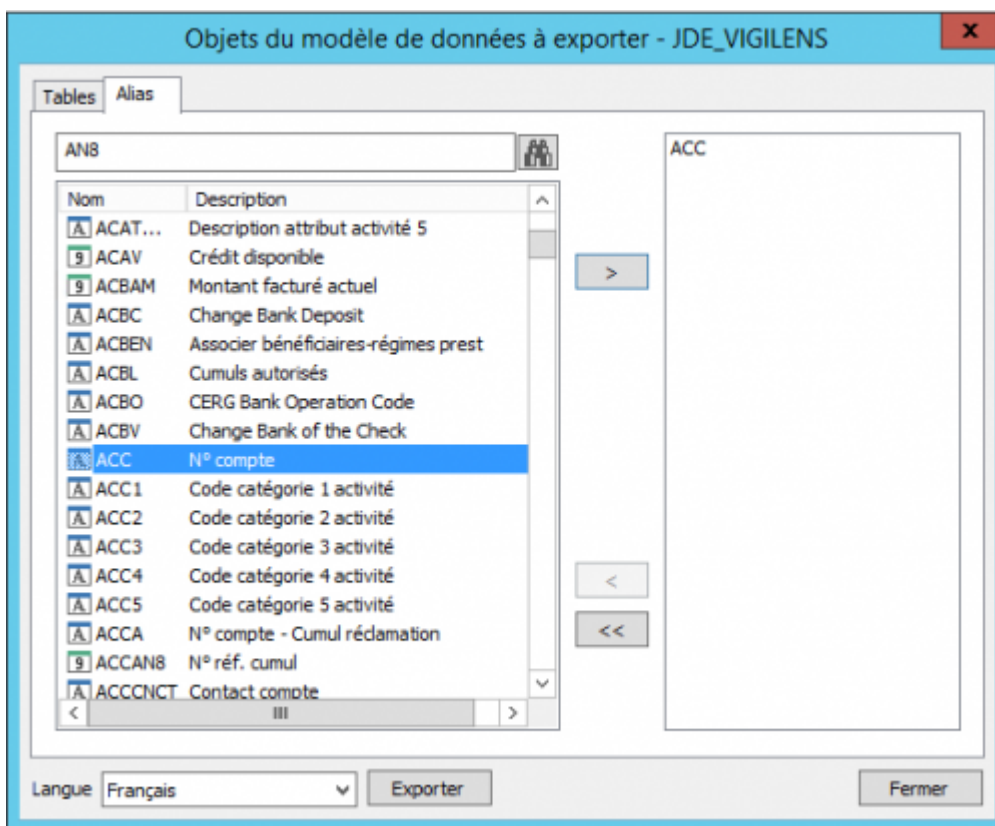 Objets du modèle de données à exporter - JDE_VIGILENS
x
Tables Alias
AN8
ACC
Nom Description
A ACAT... Description attribut activité 5
9 ACAV Crédit disponible
9 ACBAM Montant facturé actuel
A ACBC Change Bank Deposit
A ACBEN Associer bénéficiaires-régimes prest
A ACBL Cumuls autorisés
A ACBO CERG Bank Operation Code
A ACBV Change Bank of the Check
A ACC N° compte
A ACC1 Code catégorie 1 activité
A ACC2 Code catégorie 2 activité
A ACC3 Code catégorie 3 activité
A ACC4 Code catégorie 4 activité
A ACC5 Code catégorie 5 activité
A ACCA N° compte - Cumul réclamation
9 ACCAN8 N° réf. cumul
A ACCCNCT Contact compte
>
<
<<
Langue Français Exporter Fermer